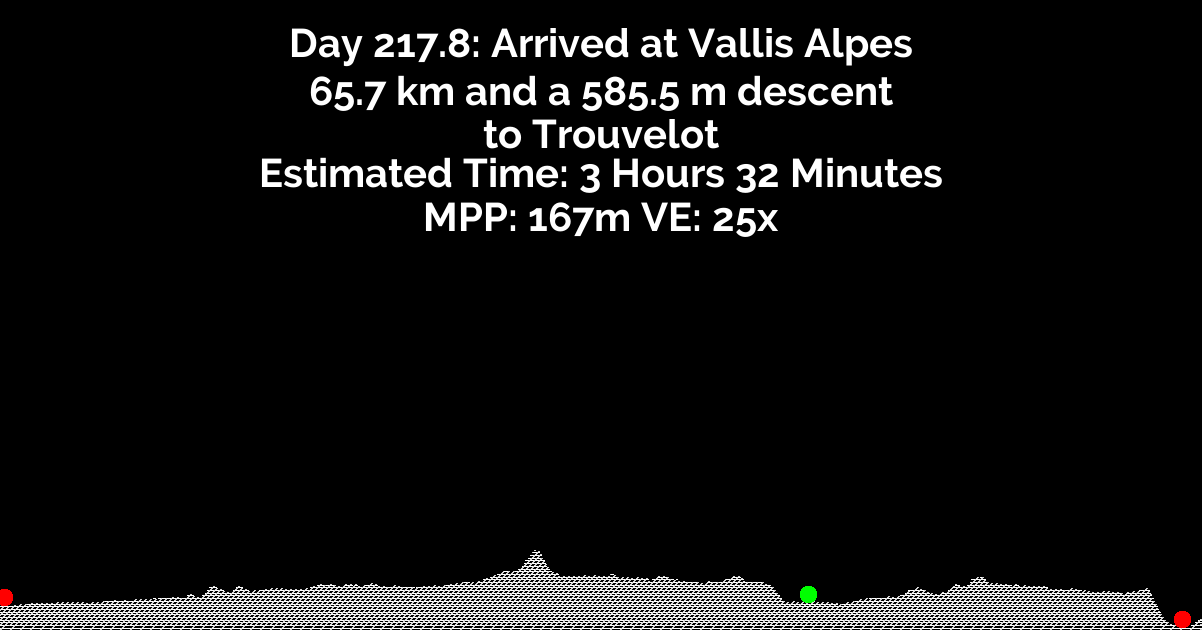 Day 217.8: Arrived at Vallis Alpes
65.7 km and a 585.5 m descent
to Trouvelot
Estimated Time: 3 Hours 32 Minutes
MPP: 167m VE: 25x